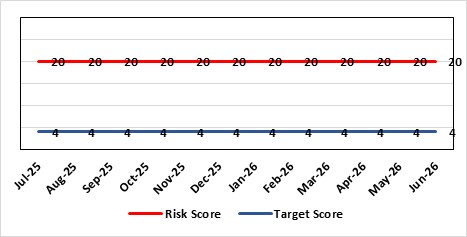 20 20 20 20 20 20 20 20 20 20 20 20
4 4 4 4 4 4 4 4 4 4 4 4
Jul-25 Aug-25 Sep-25 Oct-25 Nov-25 Dec-25 Jan-26 Feb-26 Mar-26 Apr-26 May-26 Jun-26
Risk Score Target Score